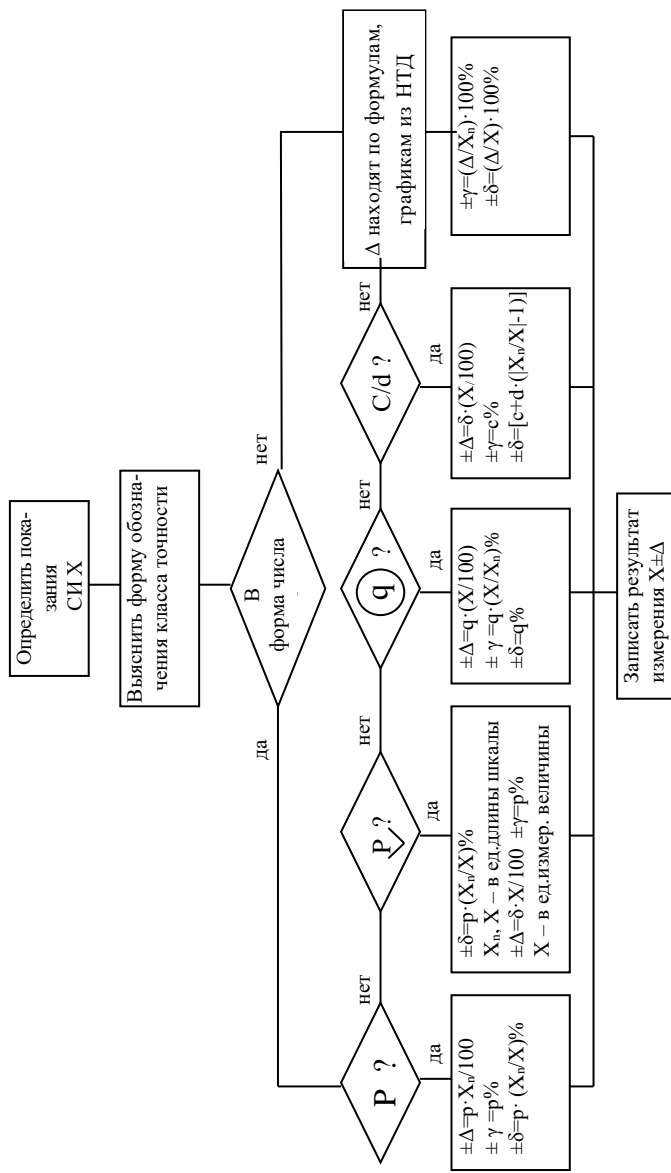 Определить пока-
зания
СИ X
Выяснить форму обозна-
чения класса точности
В
форма числа
да
нет
P ?
нет
да
P ?
нет
да
q ?
нет
да
C/d ?
нет
да
Δ находят по формулам,
графикам из НТД
±Δ=p·Xₙ/100
± γ =p%
±δ=p· (Xₙ/X)%
±δ=p·(Xₙ/X)%
Xₙ, X – в ед.длины шкалы
±Δ=δ·X/100 ±γ=p%
X – в ед.измер. величины
±Δ=q·(X/100)
± γ =q·(X/Xₙ)%
±δ=q%
±Δ=δ·(X/100)
±γ=c%
±δ=[c+d·(|Xₙ/X|-1)]
±γ=(Δ/Xₙ)·100%
±δ=(Δ/X)·100%
Записать результат
измерения X±Δ